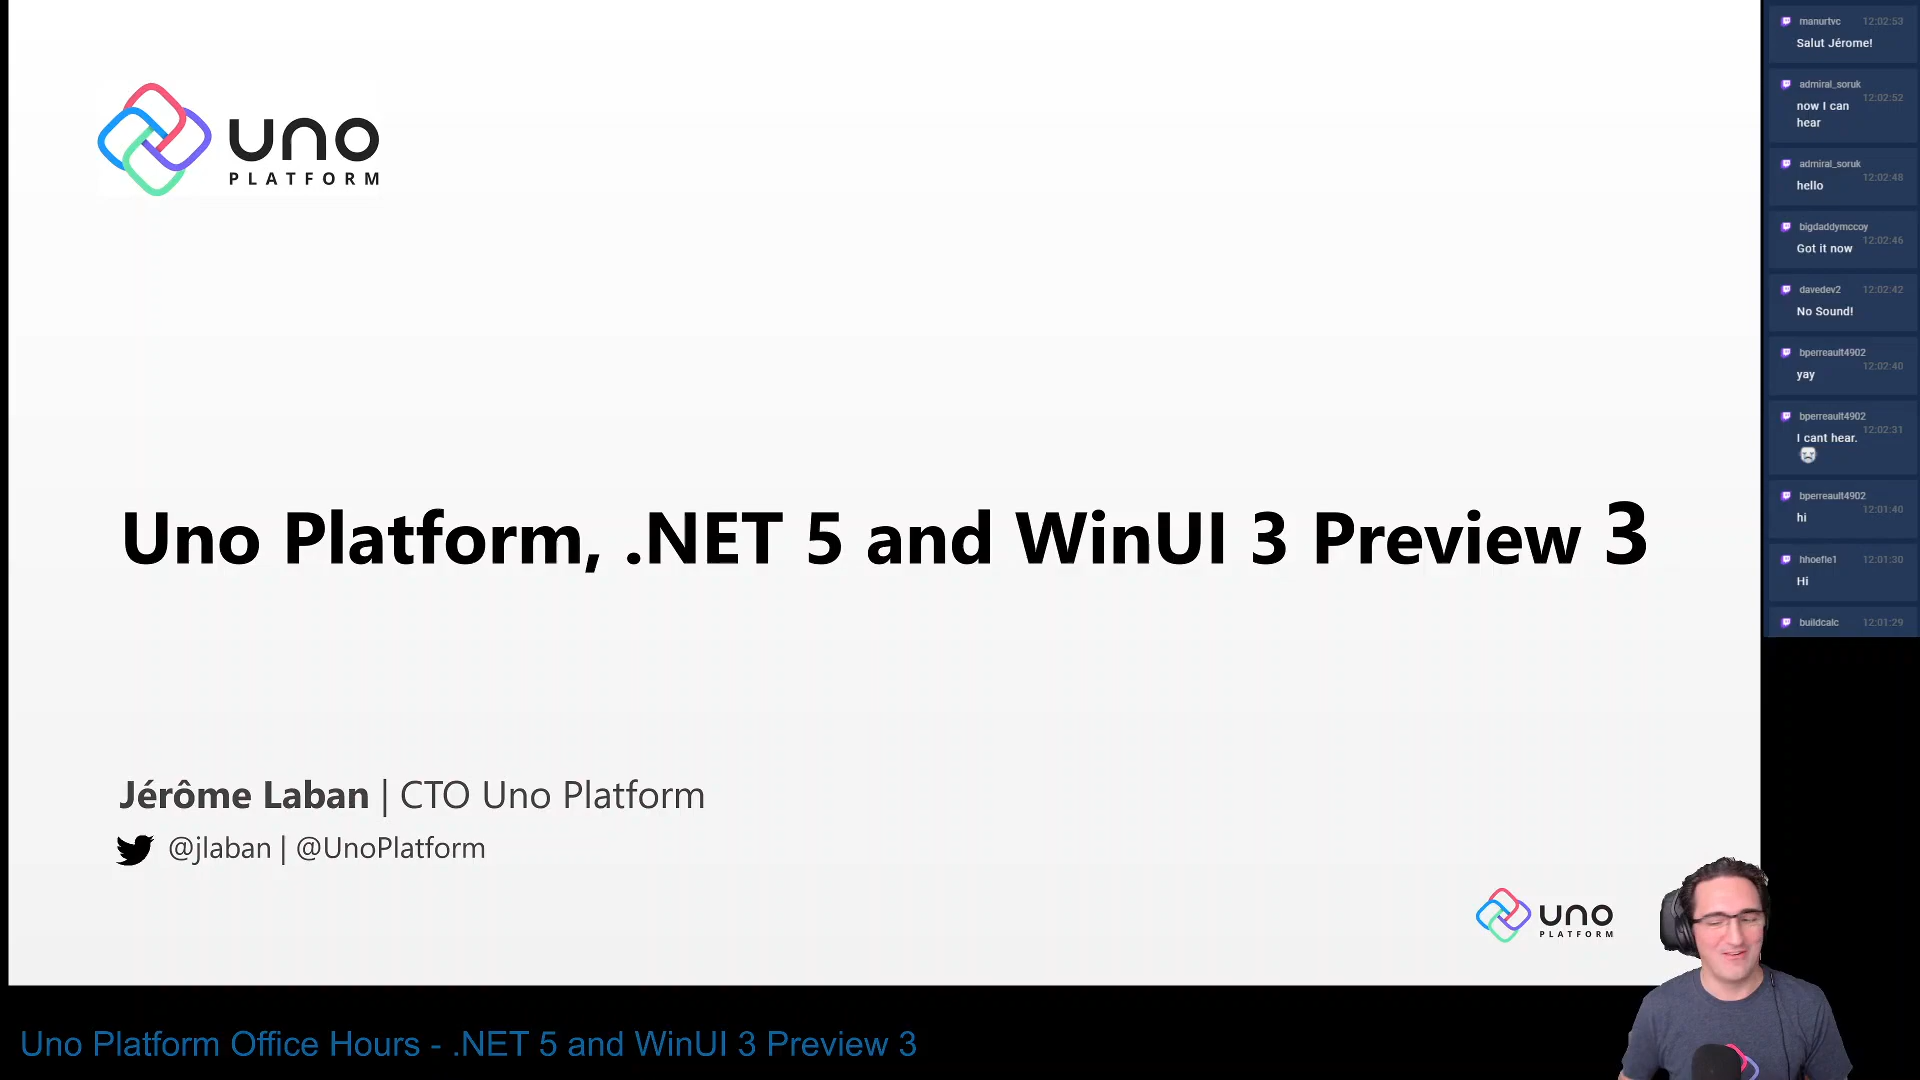 uno
PLATFORM
Uno Platform, .NET 5 and WinUI 3 Preview 3
Jérôme Laban | CTO Uno Platform
@jlaban | @UnoPlatform
uno
PLATFORM
Uno Platform Office Hours - .NET 5 and WinUI 3 Preview 3
manurtvc 12:02:53
Salut Jérome!
admiral_soruk 12:02:52
now I can
hear
admiral_soruk 12:02:48
hello
bigdaddymccoy 12:02:46
Got it now
davedev2 12:02:42
No Sound!
bperreault4902 12:02:40
yay
bperreault4902 12:02:31
I cant hear.
bperreault4902 12:01:40
hi
hhoefle1 12:01:30
Hi
buildcalc 12:01:29